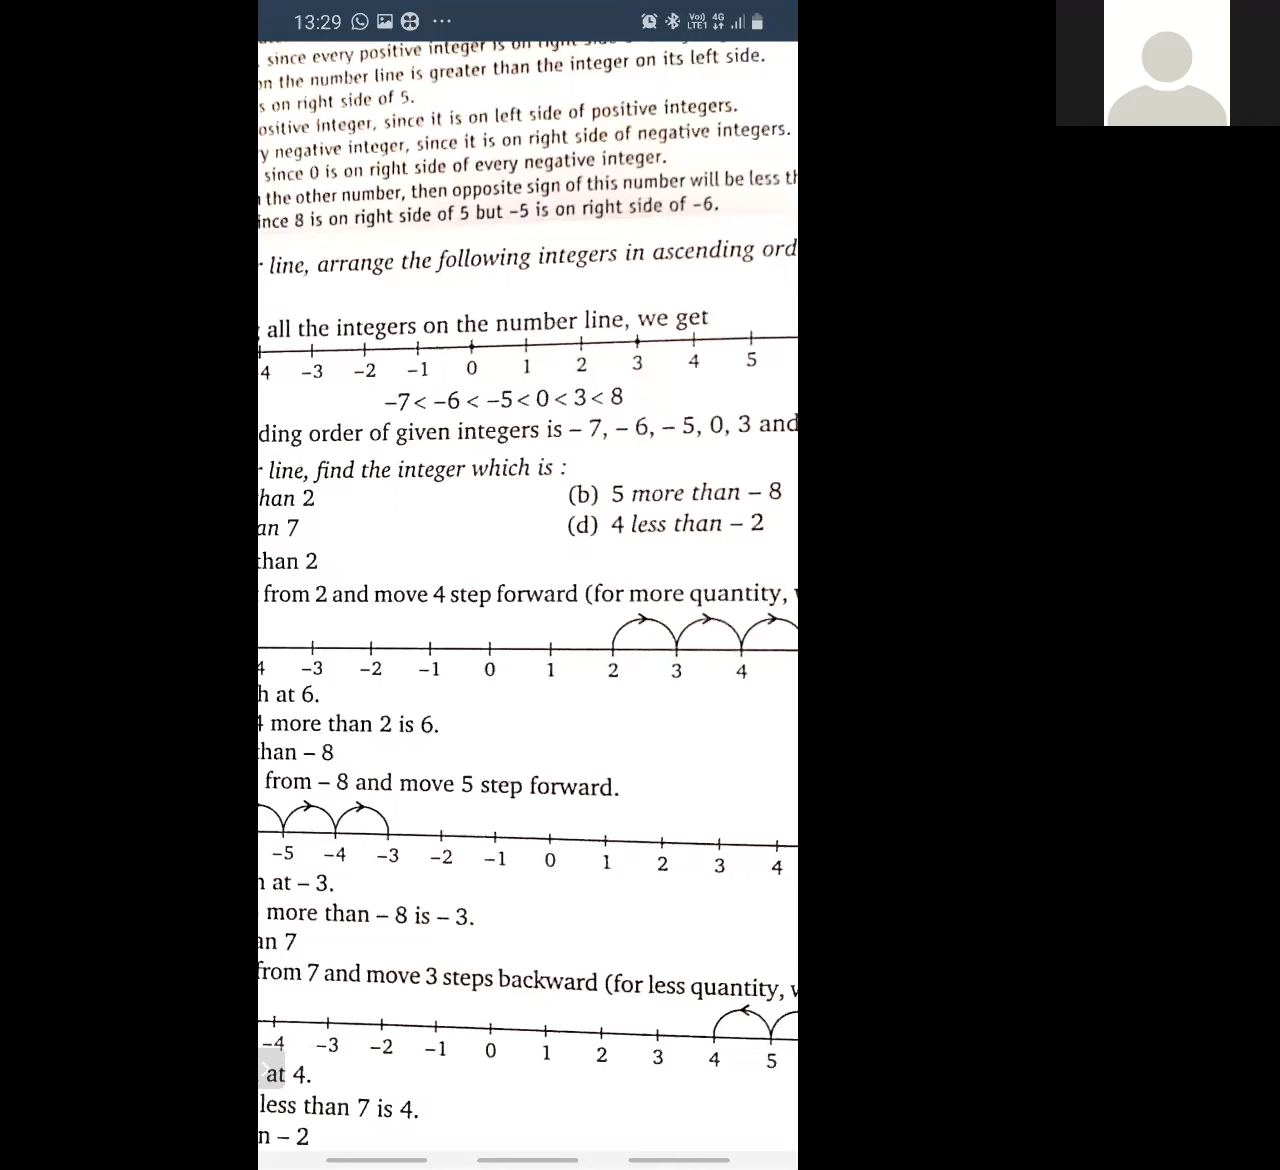 13:29
Vo)) 4G
LTE1
since every positive integer is on right
on the number line is greater than the integer on its left side.
s on right side of 5.
ositive integer, since it is on left side of positive integers.
y negative integer, since it is on right side of negative integers.
since 0 is on right side of every negative integer.
the other number, then opposite sign of this number will be less th
ince 8 is on right side of 5 but –5 is on right side of –6.
line, arrange the following integers in ascending ord
all the integers on the number line, we get
4 –3 –2 –1 0 1 2 3 4 5
–7 < –6 < –5 < 0 < 3 < 8
ding order of given integers is – 7, – 6, – 5, 0, 3 and
line, find the integer which is :
han 2 (b) 5 more than – 8
an 7 (d) 4 less than – 2
than 2
from 2 and move 4 step forward (for more quantity,
4 –3 –2 –1 0 1 2 3 4
h at 6.
4 more than 2 is 6.
than – 8
from – 8 and move 5 step forward.
–5 –4 –3 –2 –1 0 1 2 3 4
h at – 3.
more than – 8 is – 3.
an 7
from 7 and move 3 steps backward (for less quantity, w
–4 –3 –2 –1 0 1 2 3 4 5
at 4.
less than 7 is 4.
n – 2